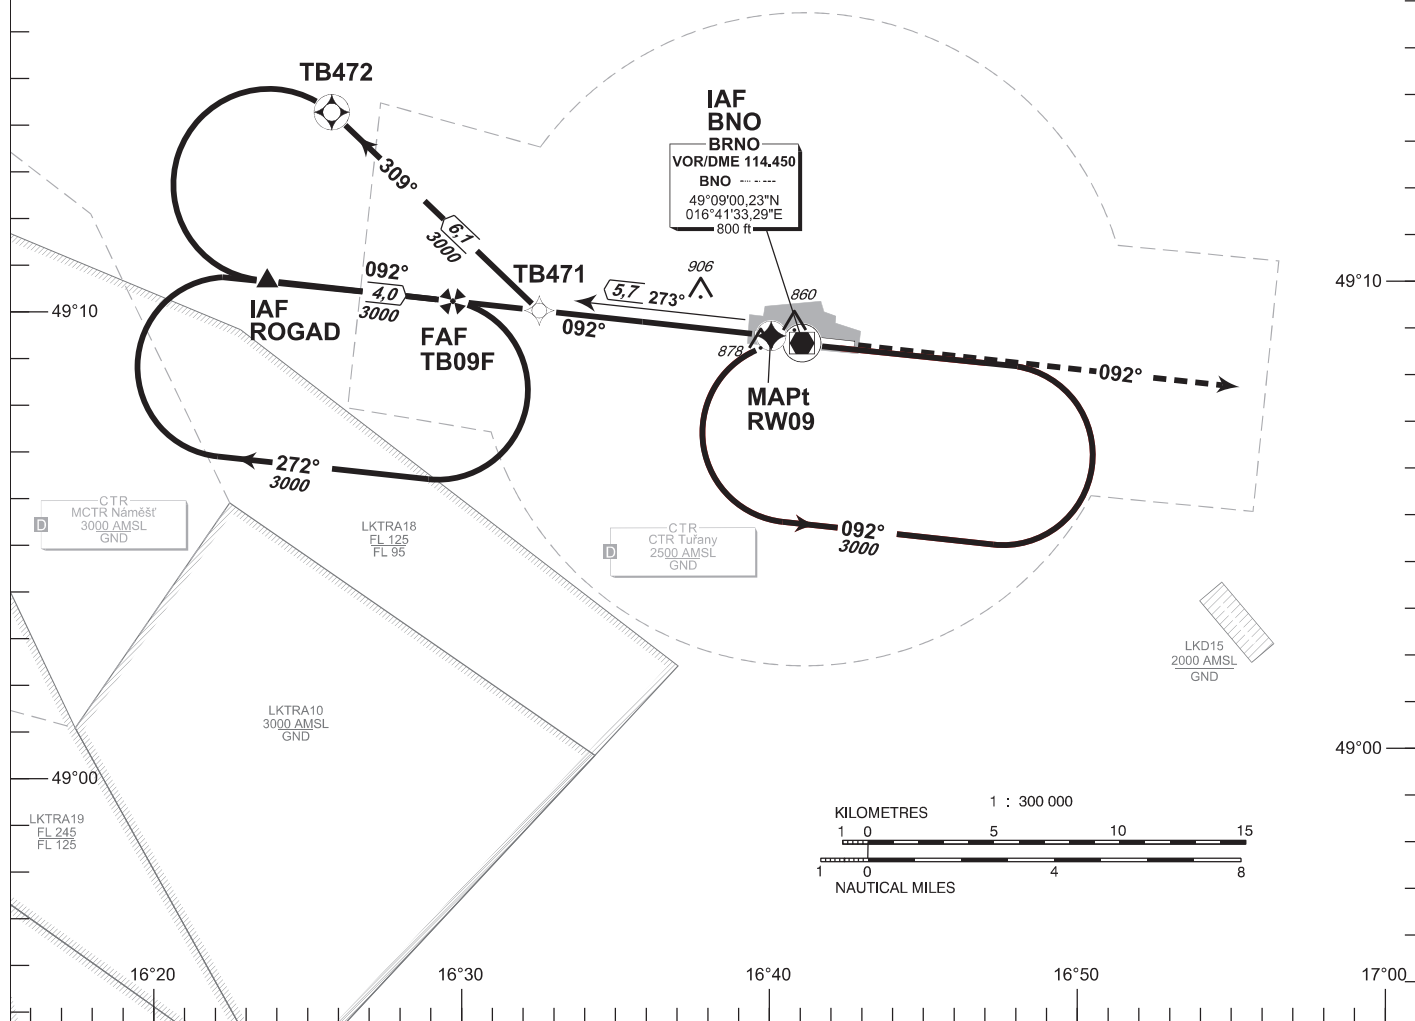 TB472
IAF
BNO
BRNO
VOR/DME 114.450
BNO
49°09'00,23"N
016°41'33,29"E
800 ft
309°
6,1
3000
092°
4,0
3000
TB471
5,7
273°
906
860
878
49°10
49°10
IAF
ROGAD
FAF
TB09F
092°
092°
MAPt
RW09
272°
3000
092°
3000
CTR
MCTR Náměšť
D
3000 AMSL
GND
LKTRA18
FL 125
FL 95
CTR
CTR Tuřany
D
2500 AMSL
GND
LKD15
2000 AMSL
GND
LKTRA10
3000 AMSL
GND
49°00
49°00
LKTRA19
FL 245
FL 125
1 : 300 000
KILOMETRES
1 0 5 10 15
1 0 4 8
NAUTICAL MILES
16°20
16°30
16°40
16°50
17°00